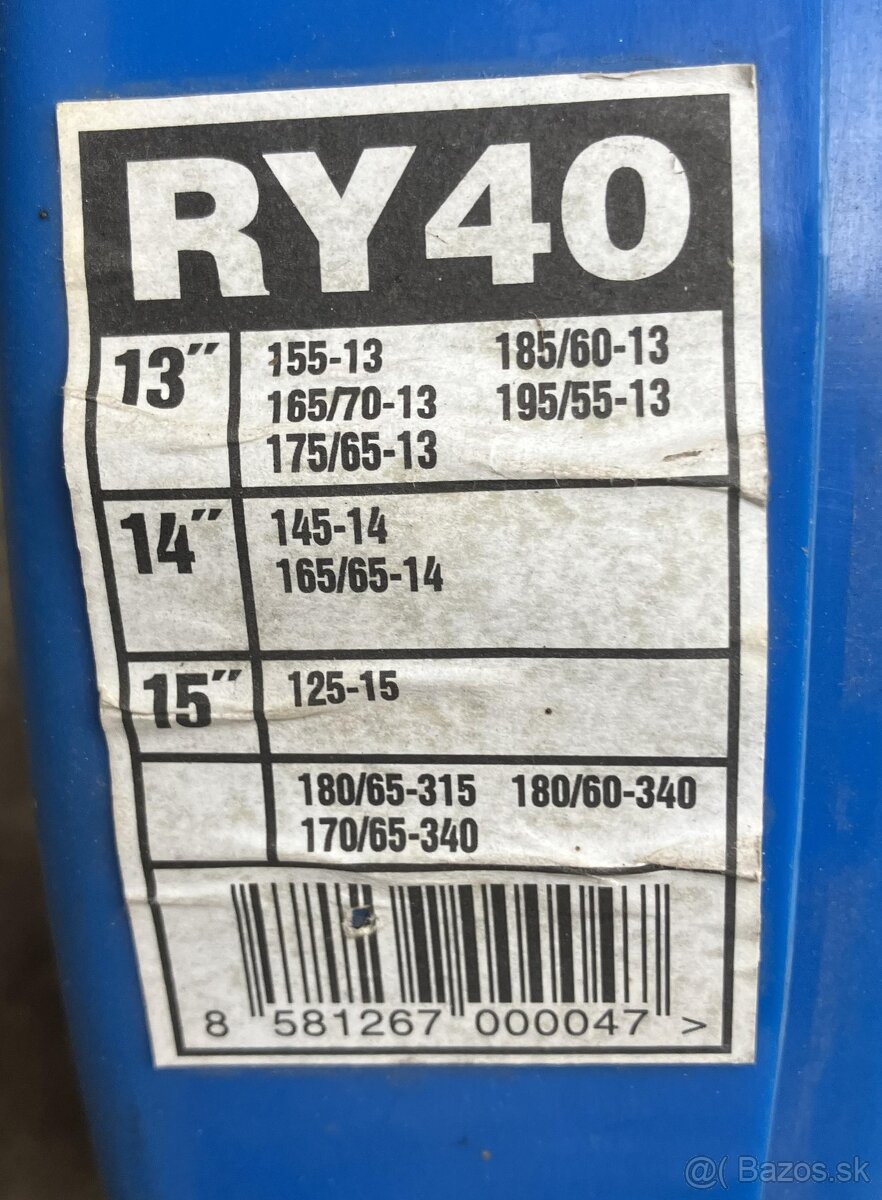 RY40
13″ 155-13 185/60-13
165/70-13 195/55-13
175/65-13
14″ 145-14
165/65-14
15″ 125-15
180/65-315 180/60-340
170/65-340
8 581267 000047 >
@( Bazos.sk